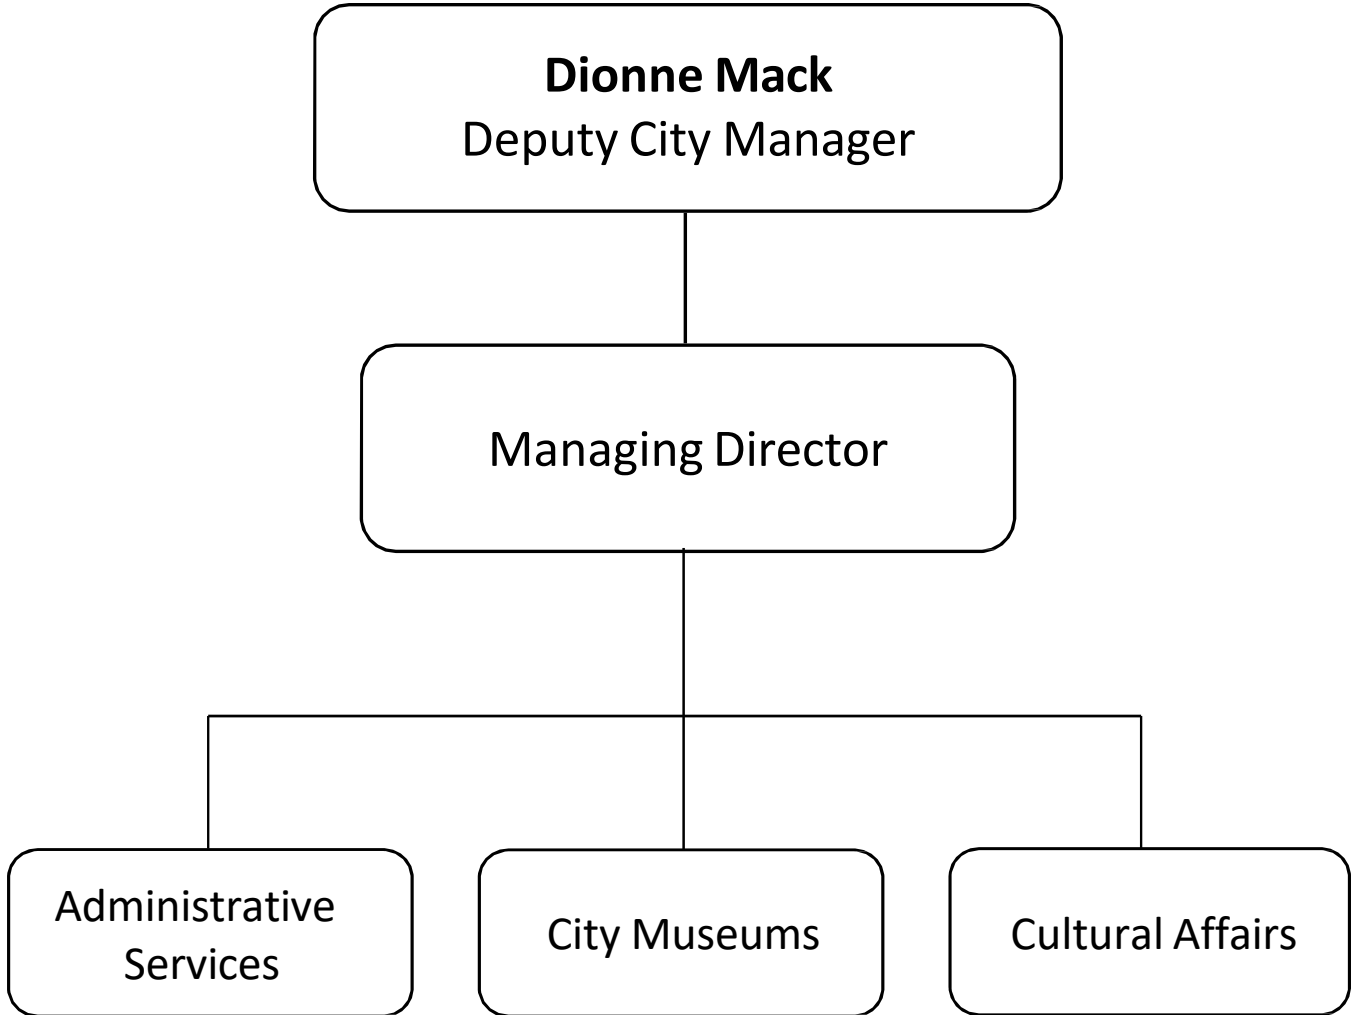 Dionne Mack
Deputy City Manager
Managing Director
Administrative
Services
City Museums
Cultural Affairs